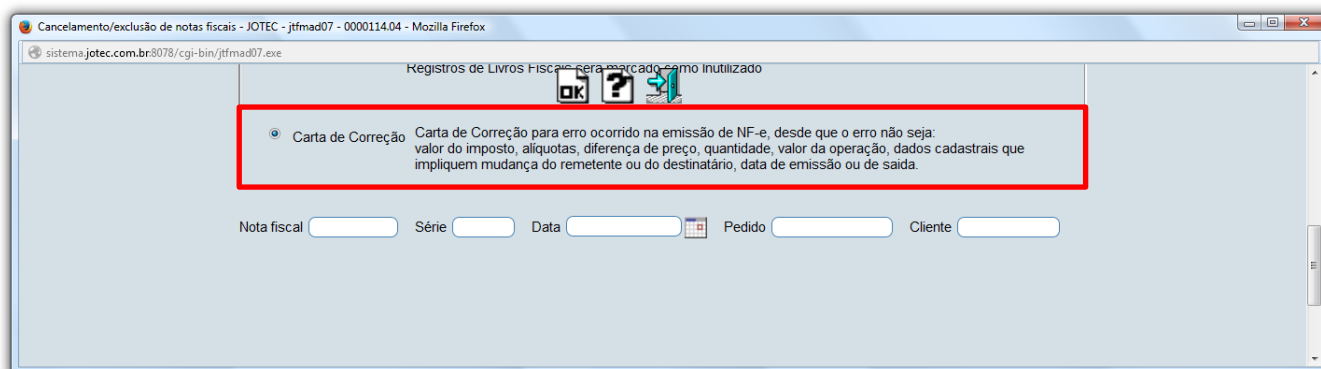 Cancelamento/exclusão de notas fiscais - JOTEC - jtfmad07 - 0000114.04 - Mozilla Firefox
sistema.jotec.com.br:8078/cgi-bin/jtfmad07.exe
Registros de Livros Fiscais será marcado como Inutilizado
OK ?
Carta de Correção
Carta de Correção para erro ocorrido na emissão de NF-e, desde que o erro não seja:
valor do imposto, alíquotas, diferença de preço, quantidade, valor da operação, dados cadastrais que
impliquem mudança do remetente ou do destinatário, data de emissão ou de saida.
Nota fiscal Série Data Pedido Cliente